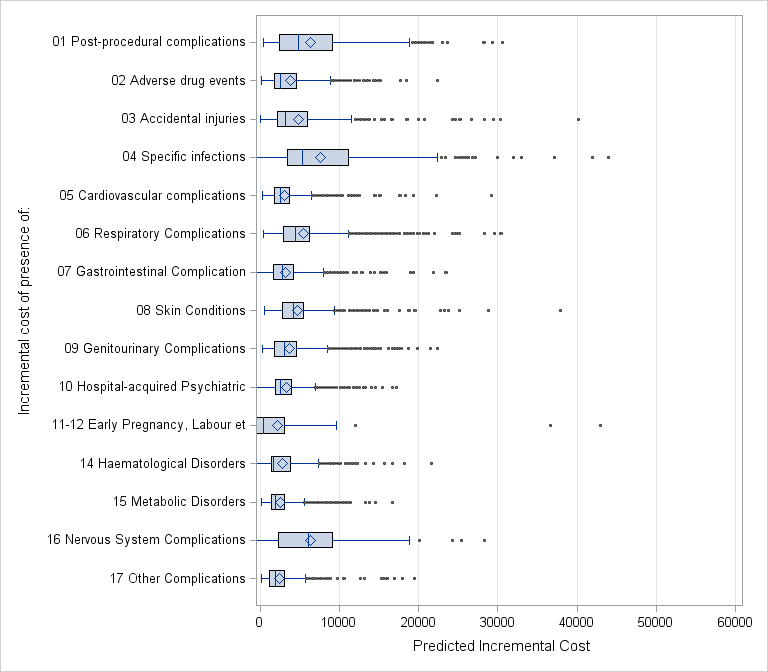 Incremental cost of presence of:
01 Post-procedural complications
02 Adverse drug events
03 Accidental injuries
04 Specific infections
05 Cardiovascular complications
06 Respiratory Complications
07 Gastrointestinal Complication
08 Skin Conditions
09 Genitourinary Complications
10 Hospital-acquired Psychiatric
11-12 Early Pregnancy, Labour et
14 Haematological Disorders
15 Metabolic Disorders
16 Nervous System Complications
17 Other Complications
0 10000 20000 30000 40000 50000 60000
Predicted Incremental Cost